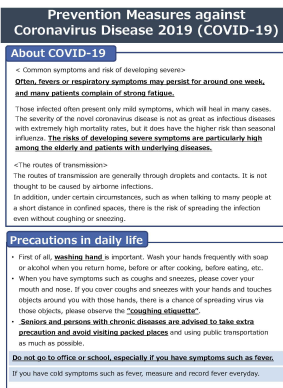 Prevention Measures against
Coronavirus Disease 2019 (COVID-19)
About COVID-19
< Common symptoms and risk of developing severe>
Often, fevers or respiratory symptoms may persist for around one week,
and many patients complain of strong fatigue.
Those infected often present only mild symptoms, which will heal in many cases.
The severity of the novel coronavirus disease is not as great as infectious diseases
with extremely high mortality rates, but it does have the higher risk than seasonal
influenza. The risks of developing severe symptoms are particularly high
among the elderly and patients with underlying diseases.
<The routes of transmission>
The routes of transmission are generally through droplets and contacts. It is not
thought to be caused by airborne infections.
In addition, under certain circumstances, such as when talking to many people at
a short distance in confined spaces, there is the risk of spreading the infection
even without coughing or sneezing.
Precautions in daily life
• First of all, washing hand is important. Wash your hands frequently with soap
or alcohol when you return home, before or after cooking, before eating, etc.
• When you have symptoms such as coughs and sneezes, please cover your
mouth and nose. If you cover coughs and sneezes with your hands and touches
objects around you with those hands, there is a chance of spreading virus via
those objects, please observe the "coughing etiquette".
• Seniors and persons with chronic diseases are advised to take extra
precaution and avoid visiting packed places and using public transportation
as much as possible.
Do not go to office or school, especially if you have symptoms such as fever.
If you have cold symptoms such as fever, measure and record fever everyday.